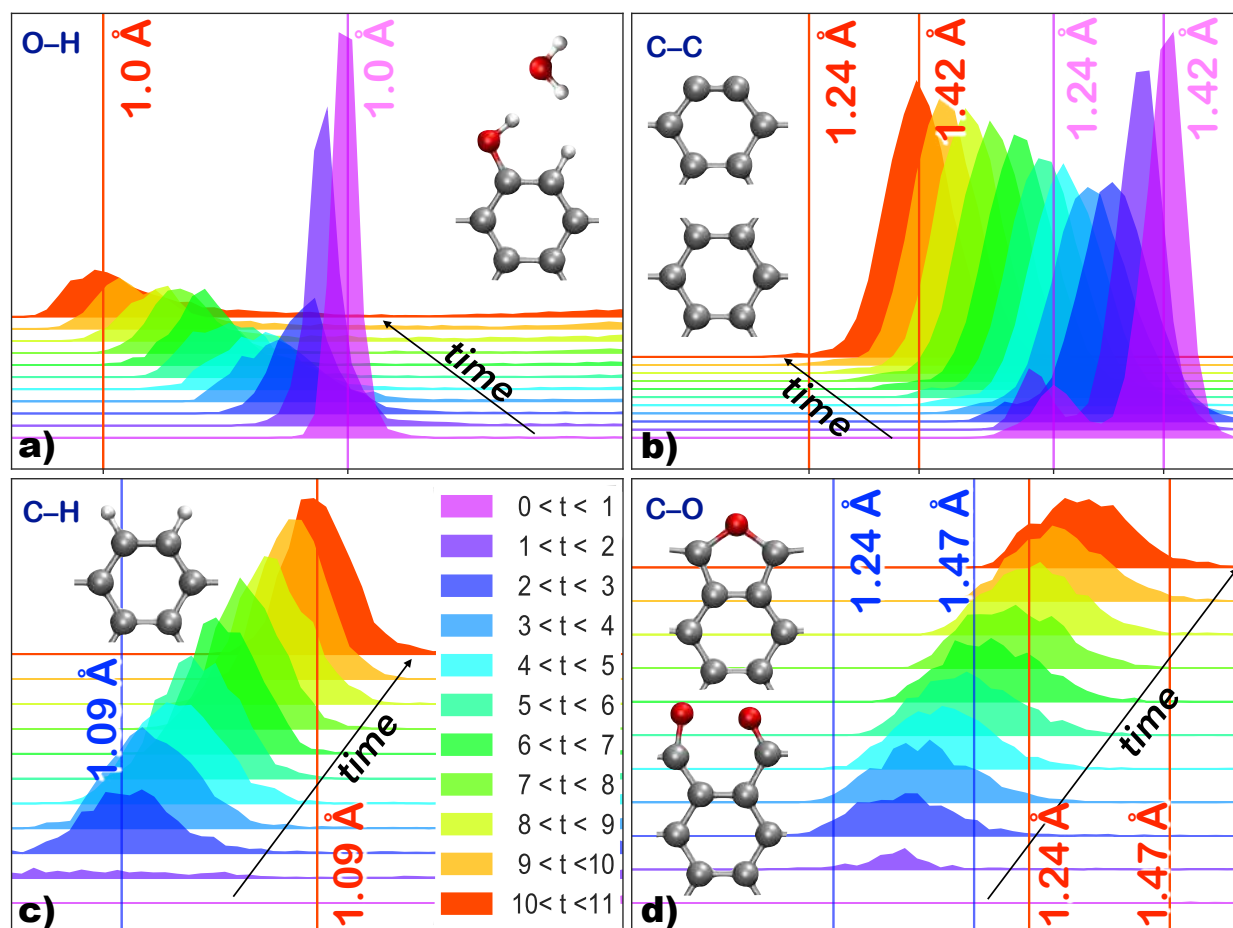 O–H
1.0 Å
1.0 Å
time
a)
C–C
1.24 Å
1.42 Å
1.24 Å
1.42 Å
time
b)
C–H
1.09 Å
time
1.09 Å
c)
0 < t < 1
1 < t < 2
2 < t < 3
3 < t < 4
4 < t < 5
5 < t < 6
6 < t < 7
7 < t < 8
8 < t < 9
9 < t <10
10< t <11
C–O
1.24 Å
1.47 Å
time
1.24 Å
1.47 Å
d)